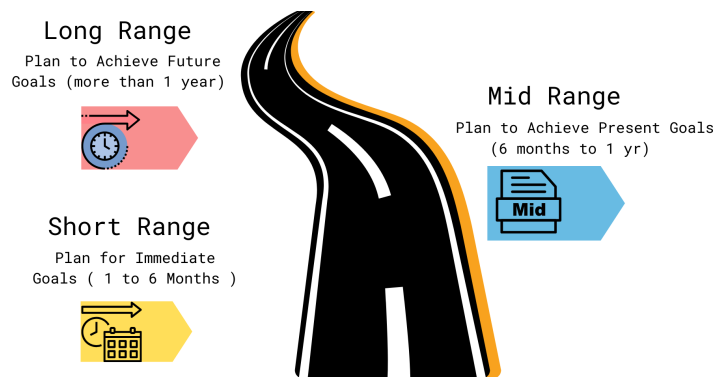 Long Range
Plan to Achieve Future
Goals (more than 1 year)
Mid Range
Plan to Achieve Present Goals
(6 months to 1 yr)
Mid
Short Range
Plan for Immediate
Goals ( 1 to 6 Months )